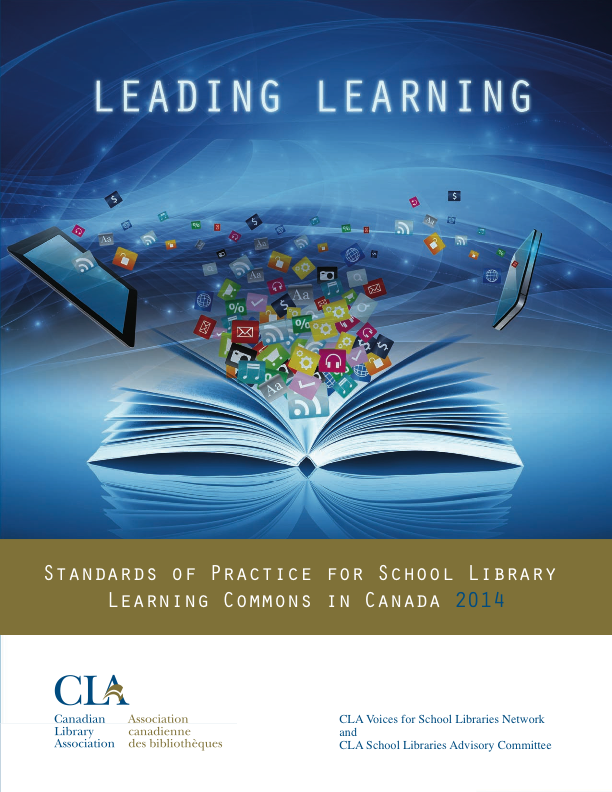 LEADING LEARNING
STANDARDS OF PRACTICE FOR SCHOOL LIBRARY
LEARNING COMMONS IN CANADA 2014
CLA
Canadian Library Association
Association canadienne des bibliothèques
CLA Voices for School Libraries Network
and
CLA School Libraries Advisory Committee